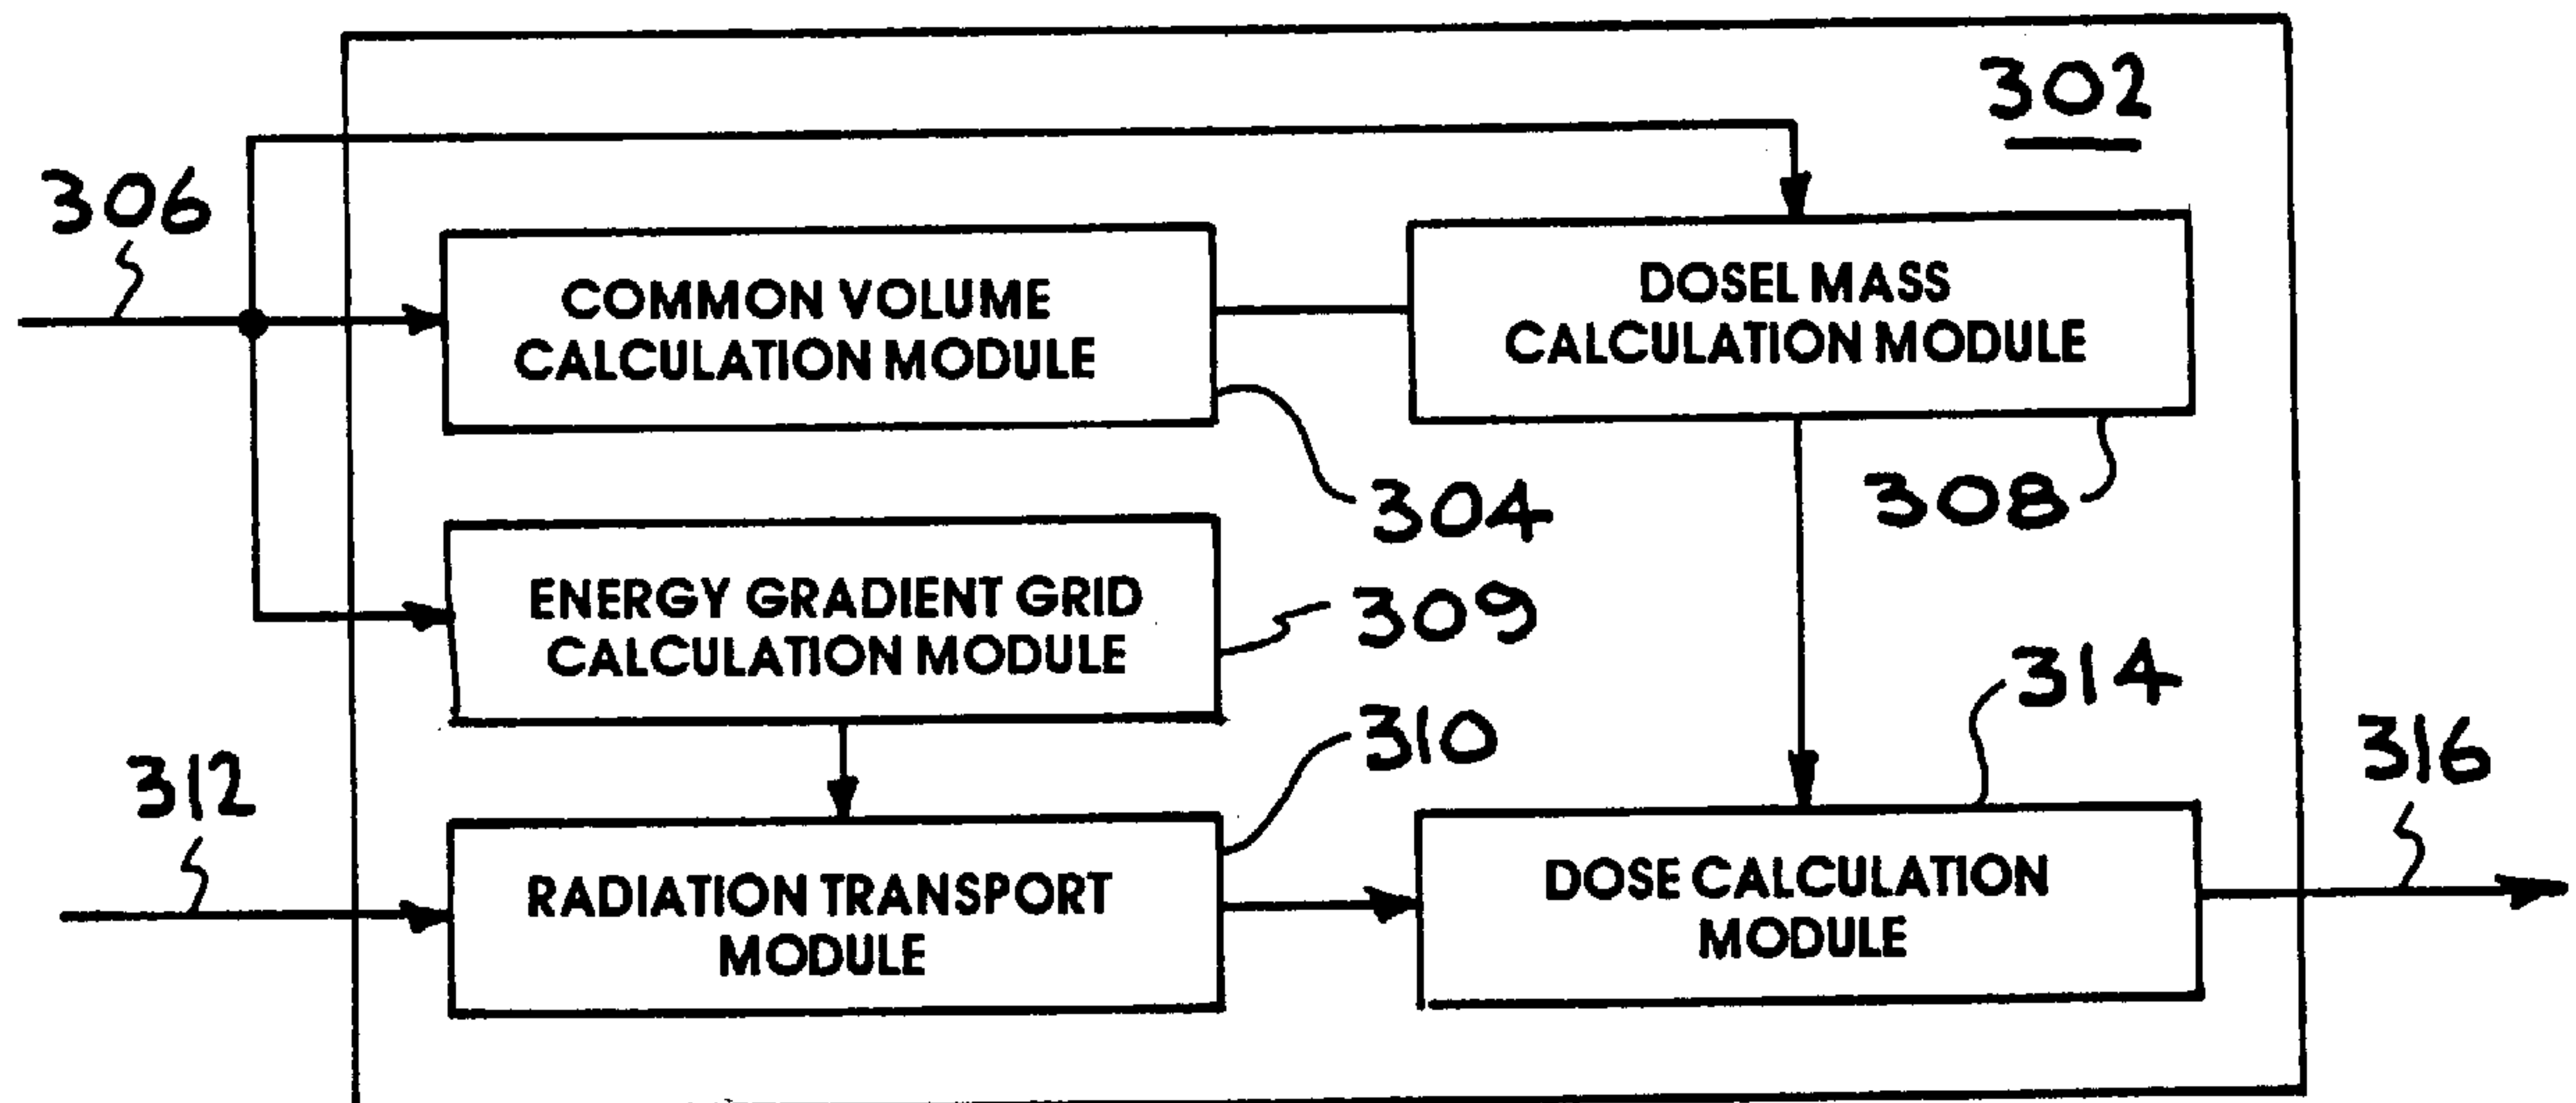 302
306
COMMON VOLUME
CALCULATION MODULE
DOSEL MASS
CALCULATION MODULE
304
308
ENERGY GRADIENT GRID
CALCULATION MODULE
309
314
310
312
316
RADIATION TRANSPORT
MODULE
DOSE CALCULATION
MODULE